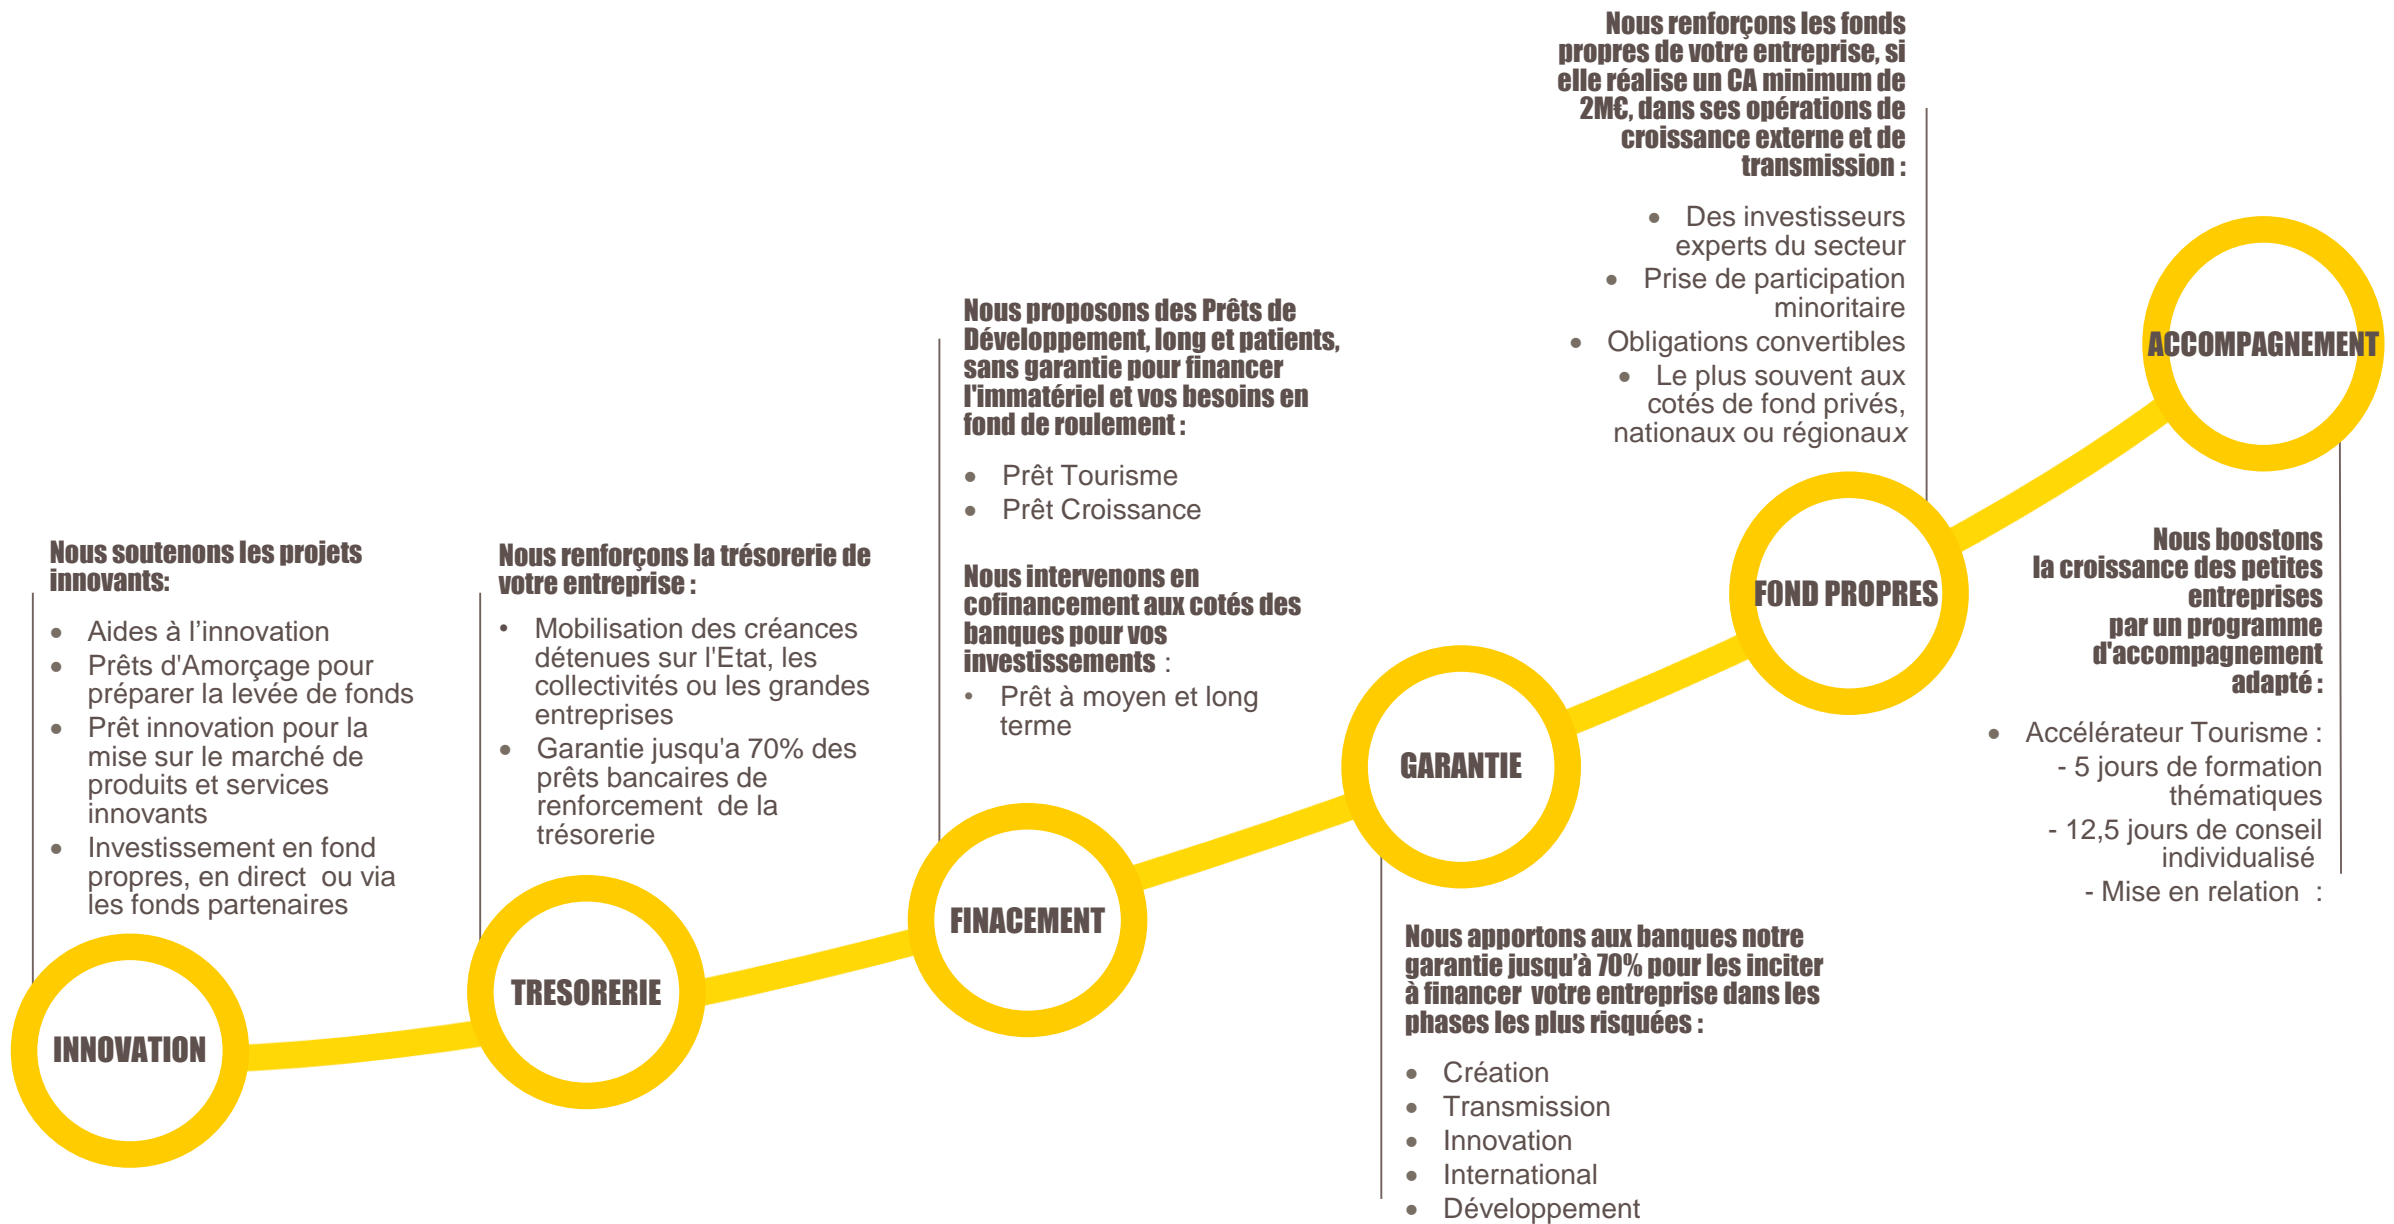 Nous soutenons les projets
innovants:
• Aides à l’innovation
• Prêts d'Amorçage pour
préparer la levée de fonds
• Prêt innovation pour la
mise sur le marché de
produits et services
innovants
• Investissement en fond
propres, en direct ou via
les fonds partenaires
INNOVATION
Nous renforçons la trésorerie de
votre entreprise :
• Mobilisation des créances
détenues sur l'Etat, les
collectivités ou les grandes
entreprises
• Garantie jusqu'a 70% des
prêts bancaires de
renforcement de la
trésorerie
TRESORERIE
Nous proposons des Prêts de
Développement, long et patients,
sans garantie pour financer
l'immatériel et vos besoins en
fond de roulement :
• Prêt Tourisme
• Prêt Croissance
Nous intervenons en
cofinancement aux cotés des
banques pour vos
investissements :
• Prêt à moyen et long
terme
FINACEMENT
GARANTIE
Nous apportons aux banques notre
garantie jusqu’à 70% pour les inciter
à financer votre entreprise dans les
phases les plus risquées :
• Création
• Transmission
• Innovation
• International
• Développement
Nous renforçons les fonds
propres de votre entreprise, si
elle réalise un CA minimum de
2M€, dans ses opérations de
croissance externe et de
transmission :
• Des investisseurs
experts du secteur
• Prise de participation
minoritaire
• Obligations convertibles
• Le plus souvent aux
cotés de fond privés,
nationaux ou régionaux
FOND PROPRES
ACCOMPAGNEMENT
Nous boostons
la croissance des petites
entreprises
par un programme
d'accompagnement
adapté :
• Accélérateur Tourisme :
- 5 jours de formation
thématiques
- 12,5 jours de conseil
individualisé
- Mise en relation :